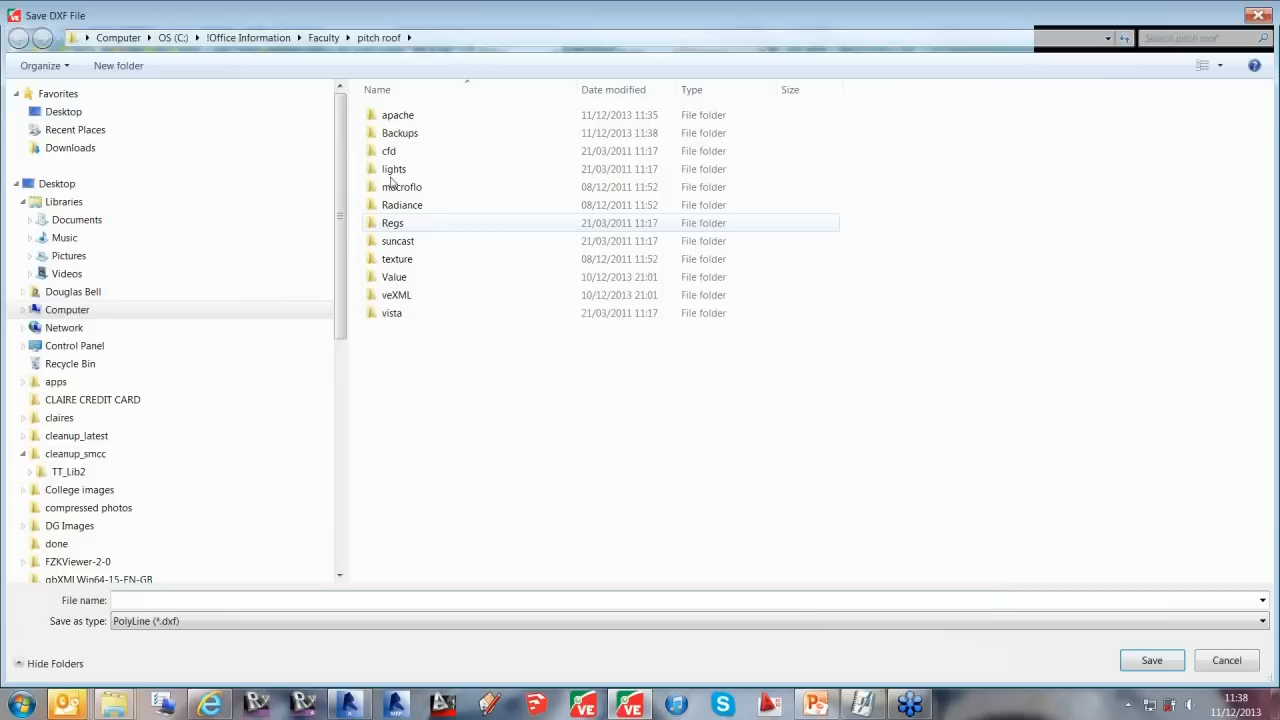 Save DXF File
Computer OS (C:) !Office Information Faculty pitch roof
Search pitch roof
Organize New folder
Name Date modified Type Size
apache 11/12/2013 11:35 File folder
Backups 11/12/2013 11:38 File folder
cfd 21/03/2011 11:17 File folder
lights 21/03/2011 11:17 File folder
macroflo 08/12/2011 11:52 File folder
Radiance 08/12/2011 11:52 File folder
Regs 21/03/2011 11:17 File folder
suncast 21/03/2011 11:17 File folder
texture 08/12/2011 11:52 File folder
Value 10/12/2013 21:01 File folder
veXML 10/12/2013 21:01 File folder
vista 21/03/2011 11:17 File folder
Favorites
Desktop
Recent Places
Downloads
Desktop
Libraries
Documents
Music
Pictures
Videos
Douglas Bell
Computer
Network
Control Panel
Recycle Bin
apps
CLAIRE CREDIT CARD
claires
cleanup_latest
cleanup_smcc
TT_Lib2
College images
compressed photos
DG Images
done
FZKViewer-2-0
gbXMLWin64-15-EN-GB
File name:
Save as type: PolyLine (*.dxf)
Hide Folders
Save Cancel
11:38
11/12/2013